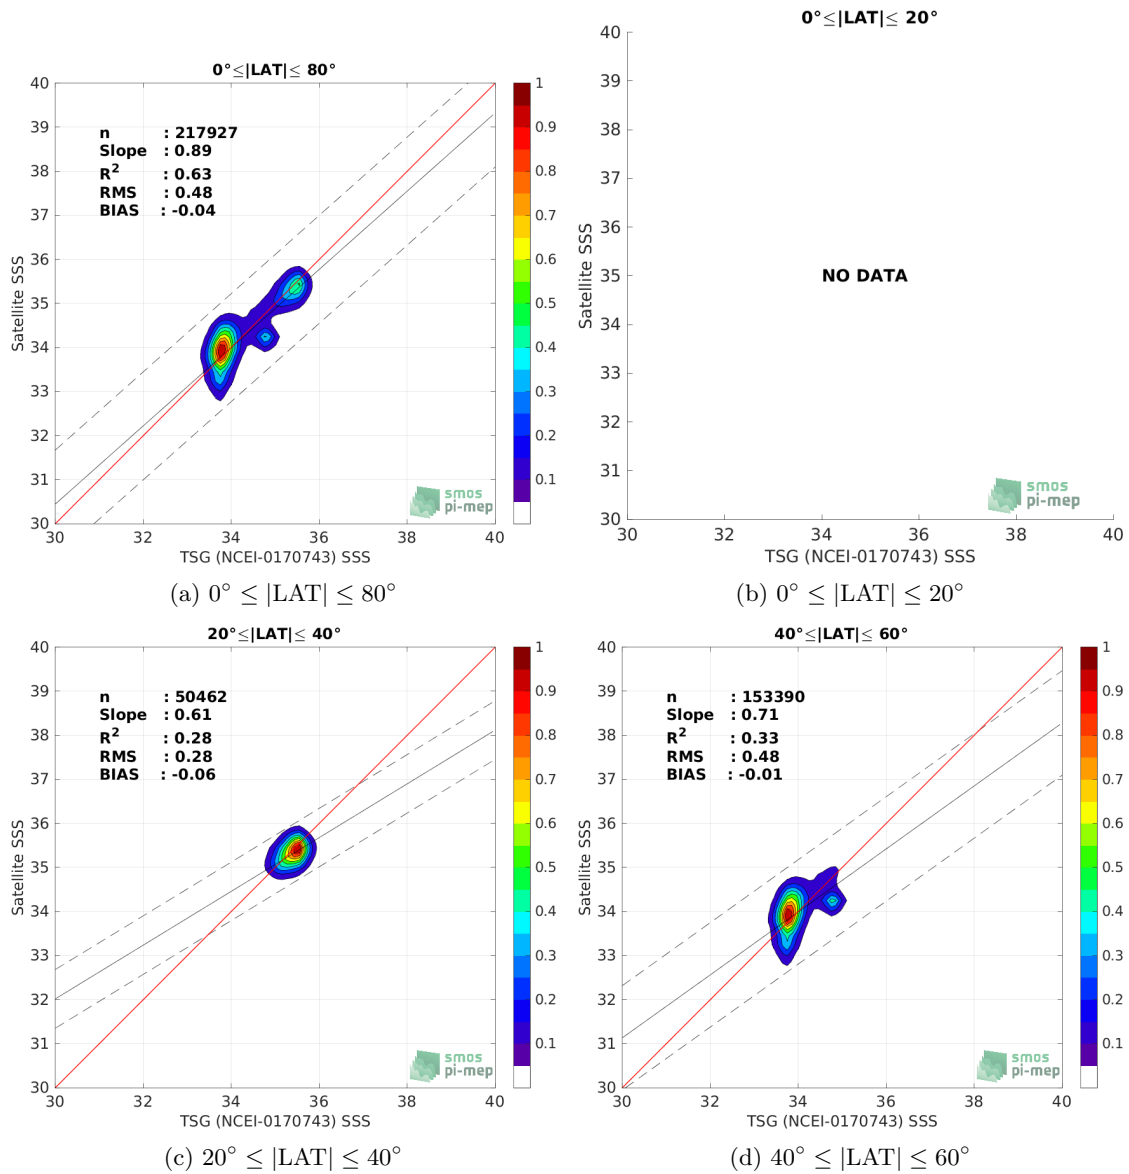 0°≤|LAT|≤ 80°
n : 217927
Slope : 0.89
R² : 0.63
RMS : 0.48
BIAS : -0.04
40
39
38
37
36
35
34
33
32
31
30
Satellite SSS
30 32 34 36 38 40
TSG (NCEI-0170743) SSS
1
0.9
0.8
0.7
0.6
0.5
0.4
0.3
0.2
0.1
smos
pi-mep
(a) 0° ≤ |LAT| ≤ 80°
0°≤|LAT|≤ 20°
40
39
38
37
36
35
34
33
32
31
30
Satellite SSS
NO DATA
30 32 34 36 38 40
TSG (NCEI-0170743) SSS
smos
pi-mep
(b) 0° ≤ |LAT| ≤ 20°
20°≤|LAT|≤ 40°
n : 50462
Slope : 0.61
R² : 0.28
RMS : 0.28
BIAS : -0.06
40
39
38
37
36
35
34
33
32
31
30
Satellite SSS
30 32 34 36 38 40
TSG (NCEI-0170743) SSS
1
0.9
0.8
0.7
0.6
0.5
0.4
0.3
0.2
0.1
smos
pi-mep
(c) 20° ≤ |LAT| ≤ 40°
40°≤|LAT|≤ 60°
n : 153390
Slope : 0.71
R² : 0.33
RMS : 0.48
BIAS : -0.01
40
39
38
37
36
35
34
33
32
31
30
Satellite SSS
30 32 34 36 38 40
TSG (NCEI-0170743) SSS
1
0.9
0.8
0.7
0.6
0.5
0.4
0.3
0.2
0.1
smos
pi-mep
(d) 40° ≤ |LAT| ≤ 60°